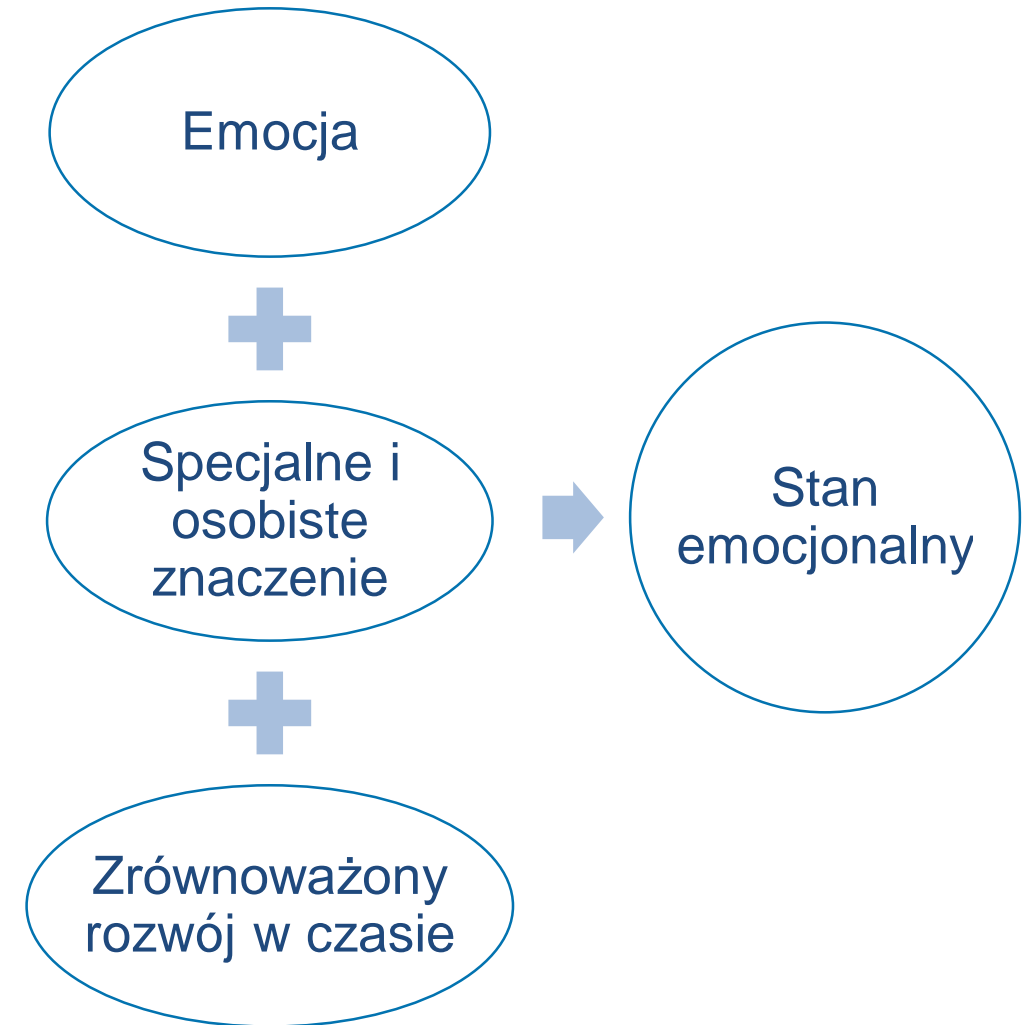 Emocja
Specjalne i
osobiste
znaczenie
Stan
emocjonalny
Zrównoważony
rozwój w czasie